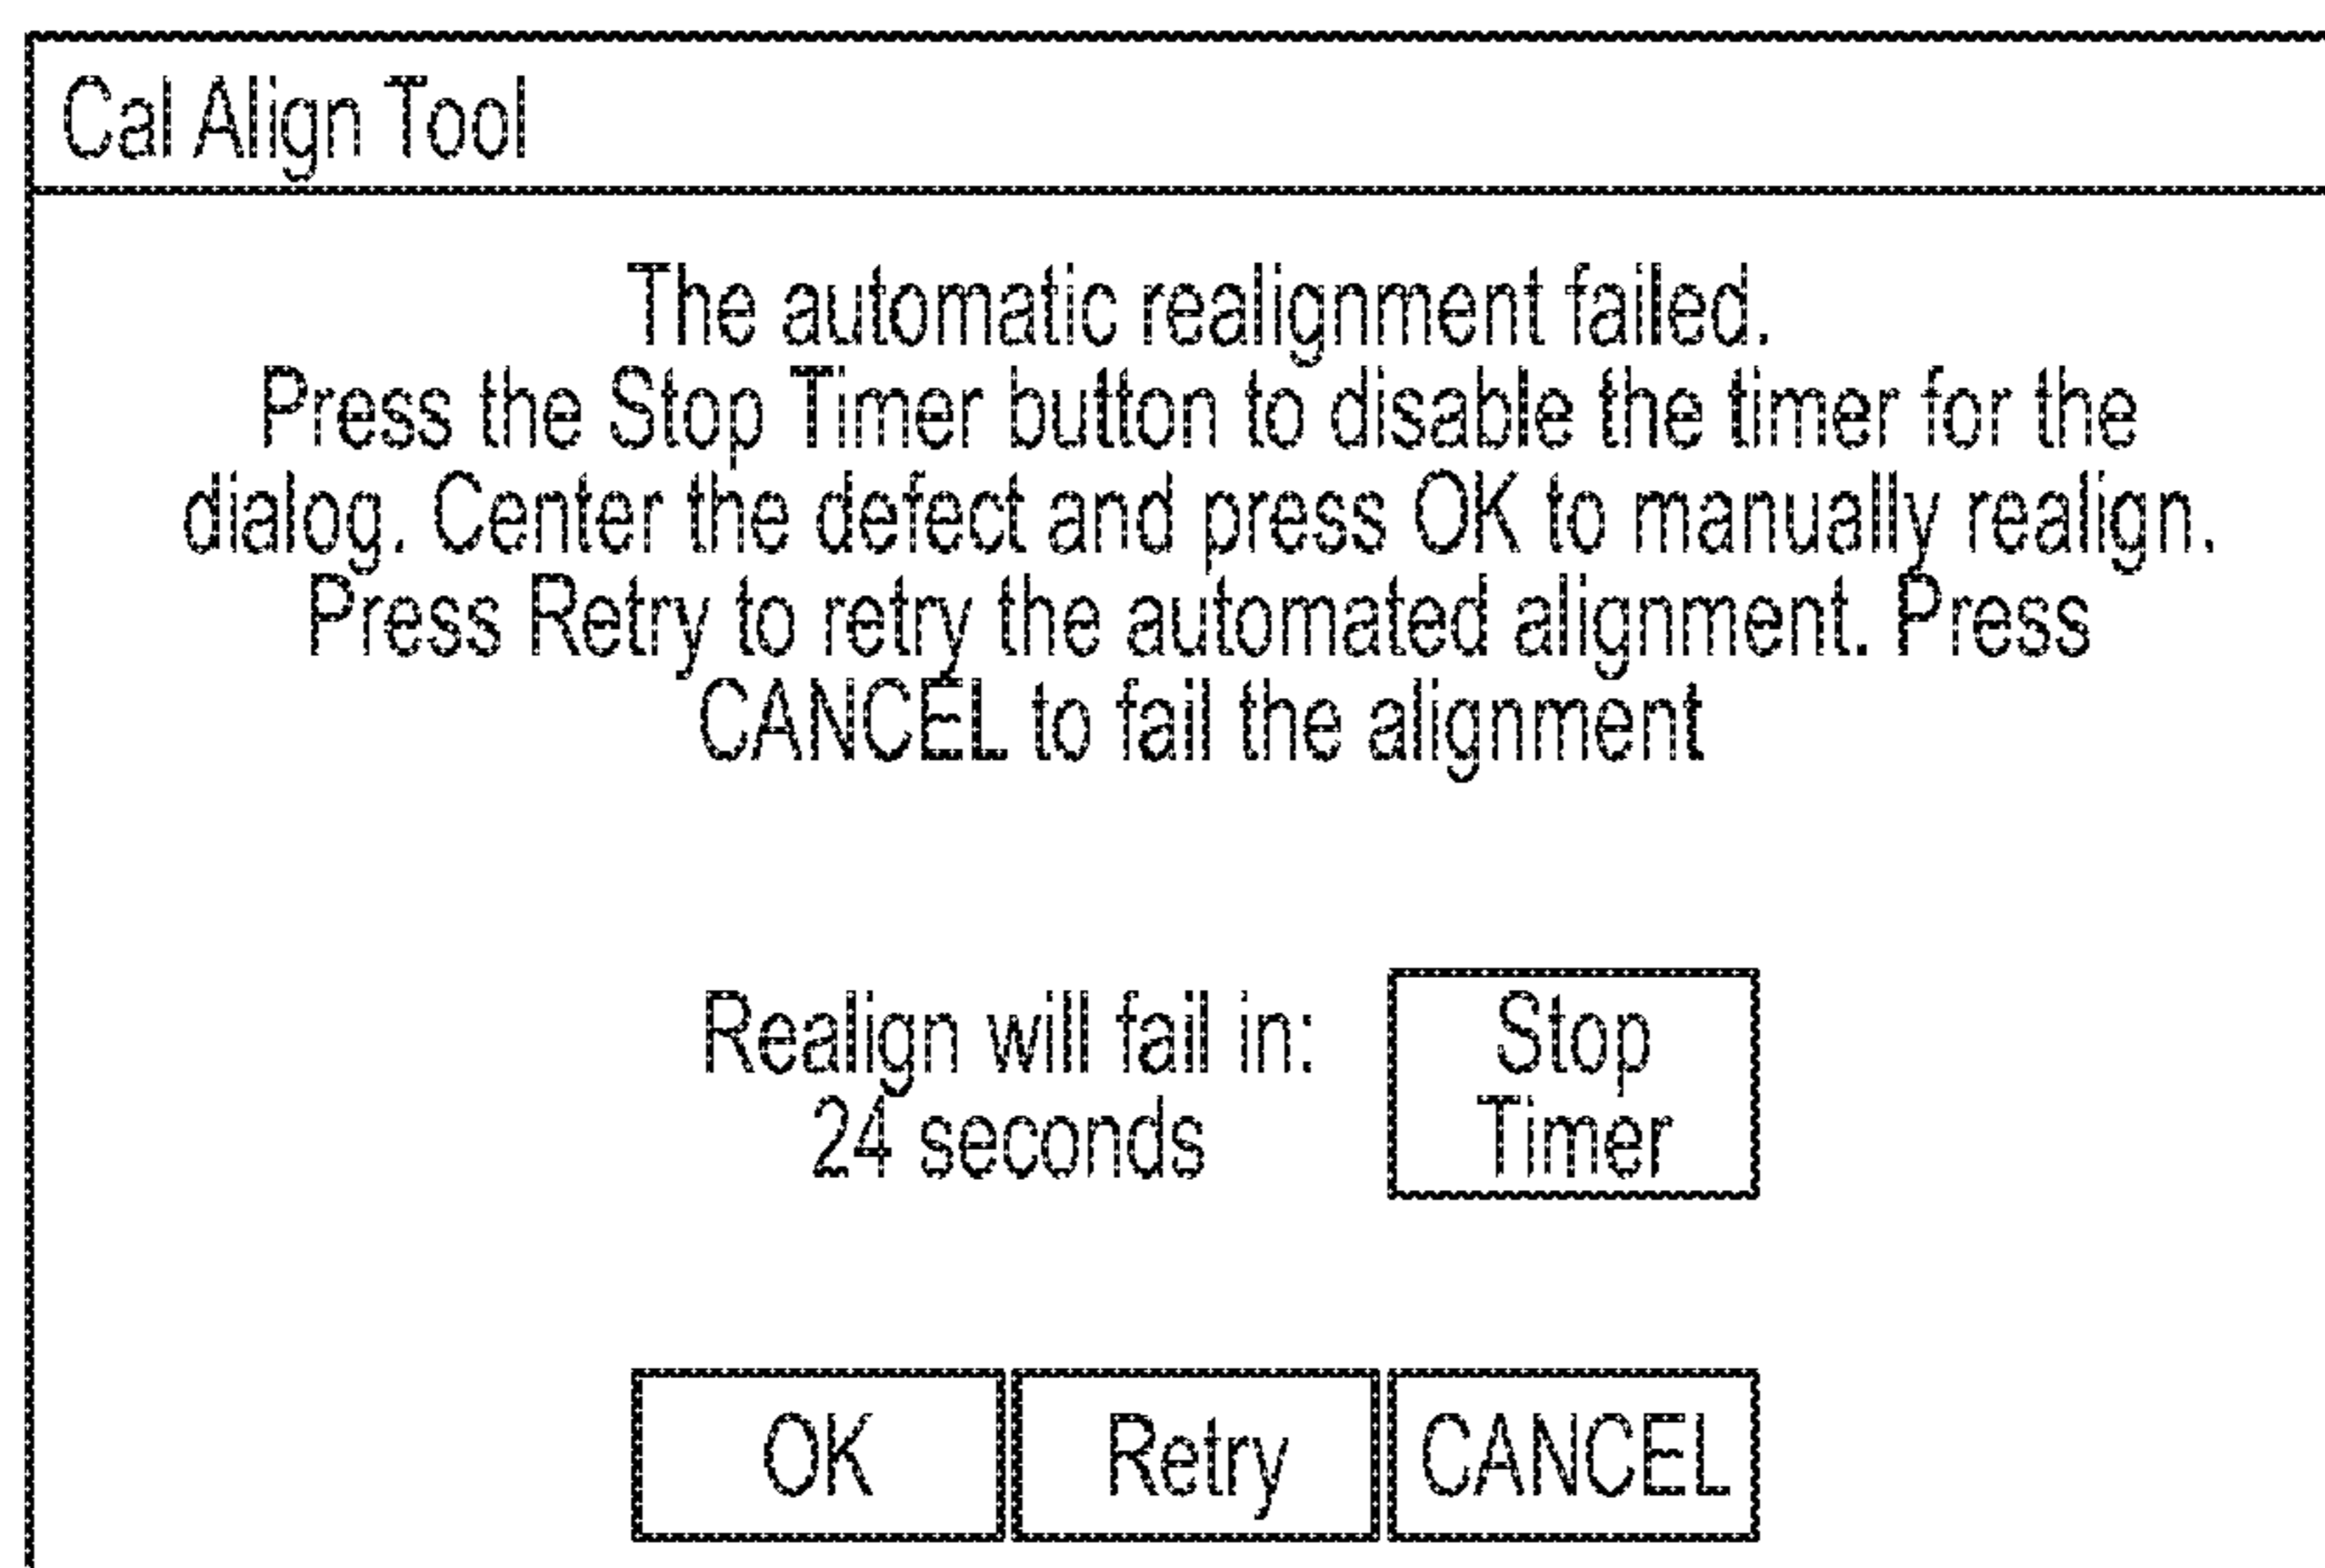 Cal Align Tool
The automatic realignment failed.
Press the Stop Timer button to disable the timer for the
dialog. Center the defect and press OK to manually realign.
Press Retry to retry the automated alignment. Press
CANCEL to fail the alignment
Realign will fail in:
24 seconds
Stop
Timer
OK
Retry
CANCEL